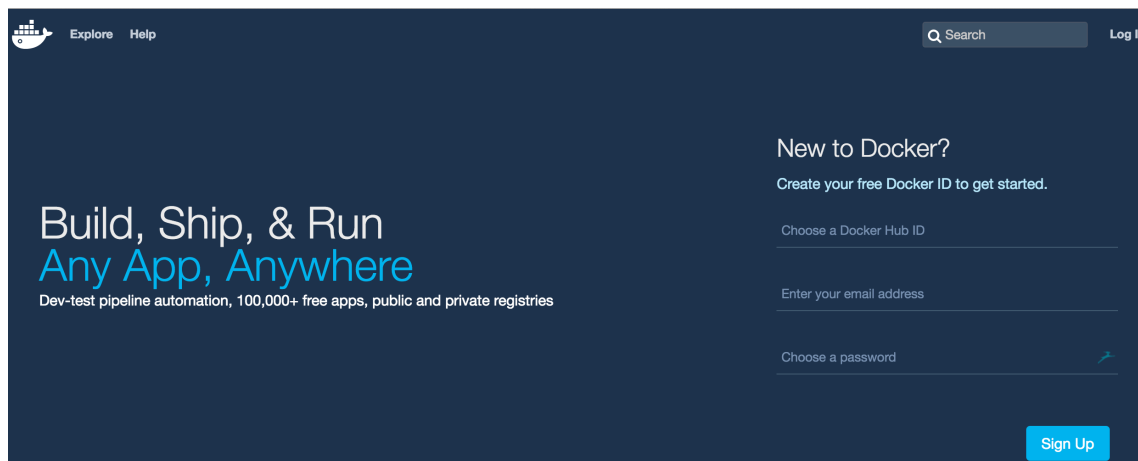 Explore Help
Search
Log
New to Docker?
Create your free Docker ID to get started.
Choose a Docker Hub ID
Build, Ship, & Run
Any App, Anywhere
Dev-test pipeline automation, 100,000+ free apps, public and private registries
Enter your email address
Choose a password
Sign Up